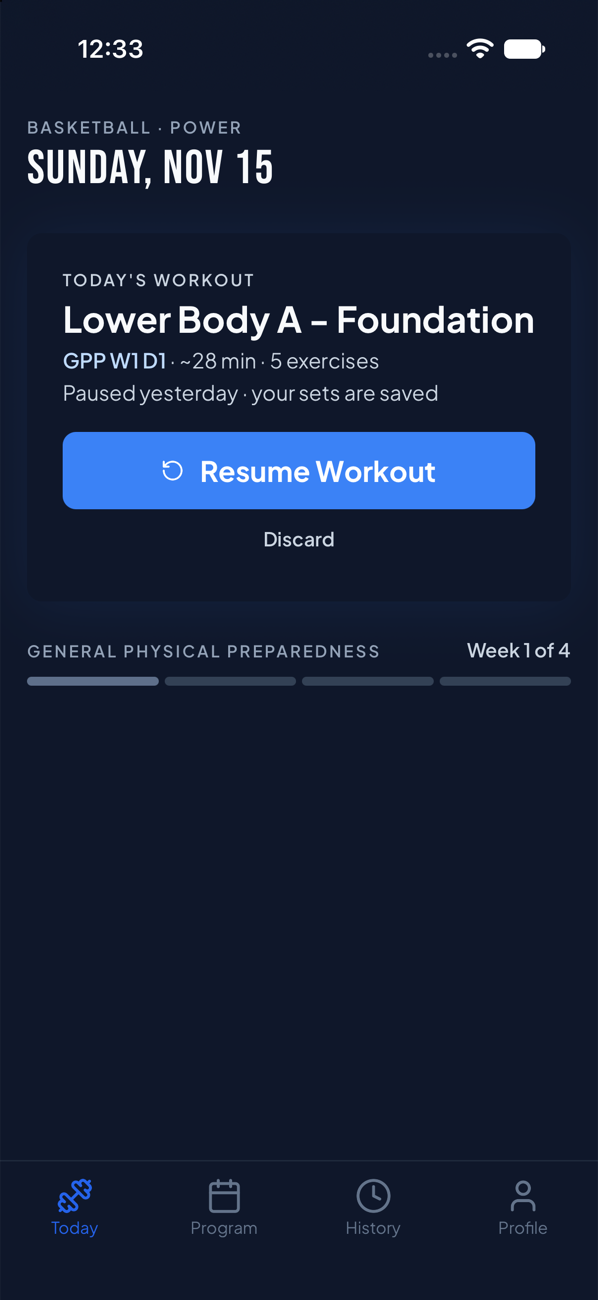 12:33
BASKETBALL · POWER
SUNDAY, NOV 15
TODAY'S WORKOUT
Lower Body A – Foundation
GPP W1 D1 · ~28 min · 5 exercises
Paused yesterday · your sets are saved
Resume Workout
Discard
GENERAL PHYSICAL PREPAREDNESS Week 1 of 4
Today Program History Profile